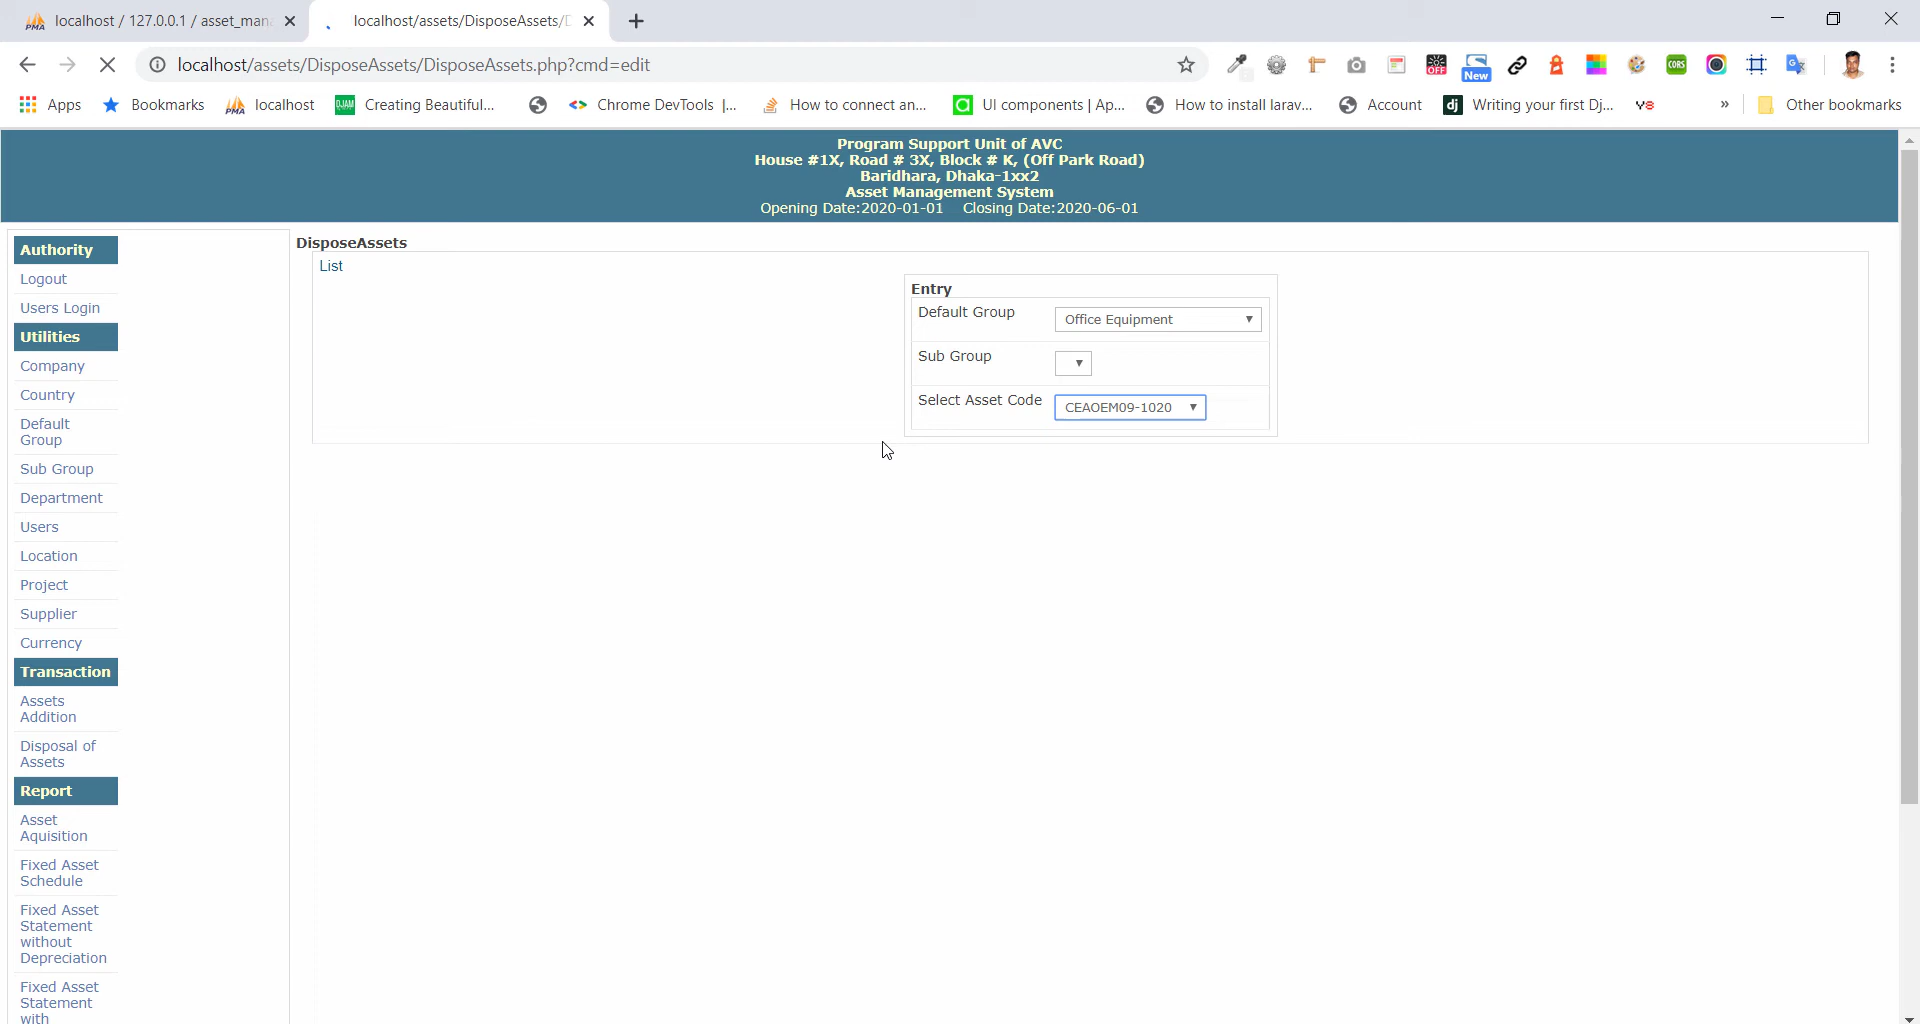 localhost / 127.0.0.1 / asset_man
localhost/assets/DisposeAssets/D
localhost/assets/DisposeAssets/DisposeAssets.php?cmd=edit
OFF
New
CORS
Apps
Bookmarks
localhost
DJAM
Creating Beautiful...
Chrome DevTools |...
How to connect an...
UI components | Ap...
How to install larav...
Account
dj
Writing your first Dj...
»
Other bookmarks
PMA
Program Support Unit of AVC
House #1X, Road # 3X, Block # K, (Off Park Road)
Baridhara, Dhaka-1xx2
Asset Management System
Opening Date:2020-01-01 Closing Date:2020-06-01
Authority
Logout
Users Login
Utilities
Company
Country
Default
Group
Sub Group
Department
Users
Location
Project
Supplier
Currency
Transaction
Assets
Addition
Disposal of
Assets
Report
Asset
Aquisition
Fixed Asset
Schedule
Fixed Asset
Statement
without
Depreciation
Fixed Asset
Statement
with
DisposeAssets
List
Entry
Default Group
Office Equipment
Sub Group
Select Asset Code
CEAOEM09-1020